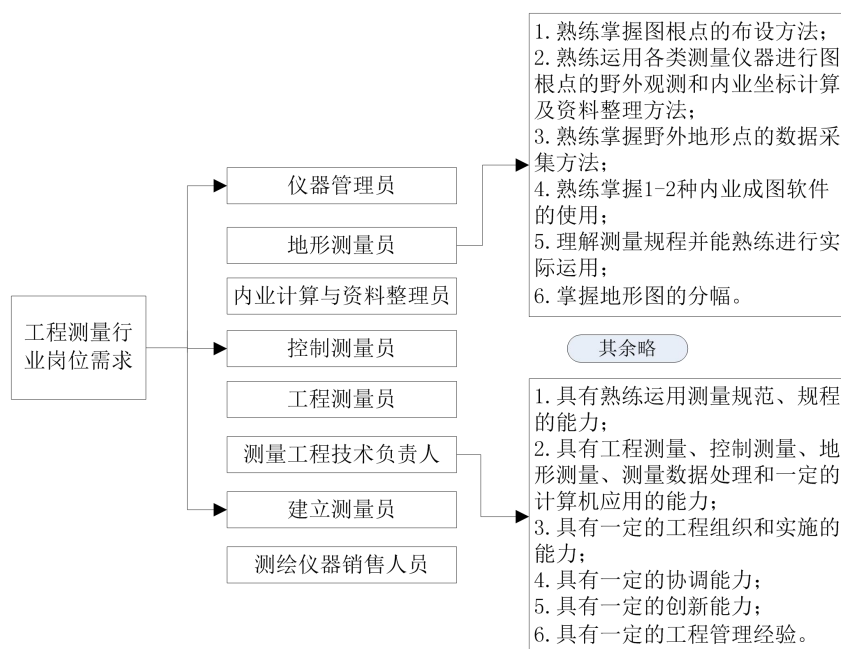 工程测量行
业岗位需求
仪器管理员
地形测量员
内业计算与资料整理员
控制测量员
工程测量员
测量工程技术负责人
建立测量员
测绘仪器销售人员
1.熟练掌握图根点的布设方法；
2.熟练运用各类测量仪器进行图
根点的野外观测和内业坐标计算
及资料整理方法；
3.熟练掌握野外地形点的数据采
集方法；
4.熟练掌握1-2种内业成图软件
的使用；
5.理解测量规程并能熟练进行实
际运用；
6.掌握地形图的分幅。
其余略
1.具有熟练运用测量规范、规程
的能力；
2.具有工程测量、控制测量、地
形测量、测量数据处理和一定的
计算机应用的能力；
3.具有一定的工程组织和实施的
能力；
4.具有一定的协调能力；
5.具有一定的创新能力；
6.具有一定的工程管理经验。